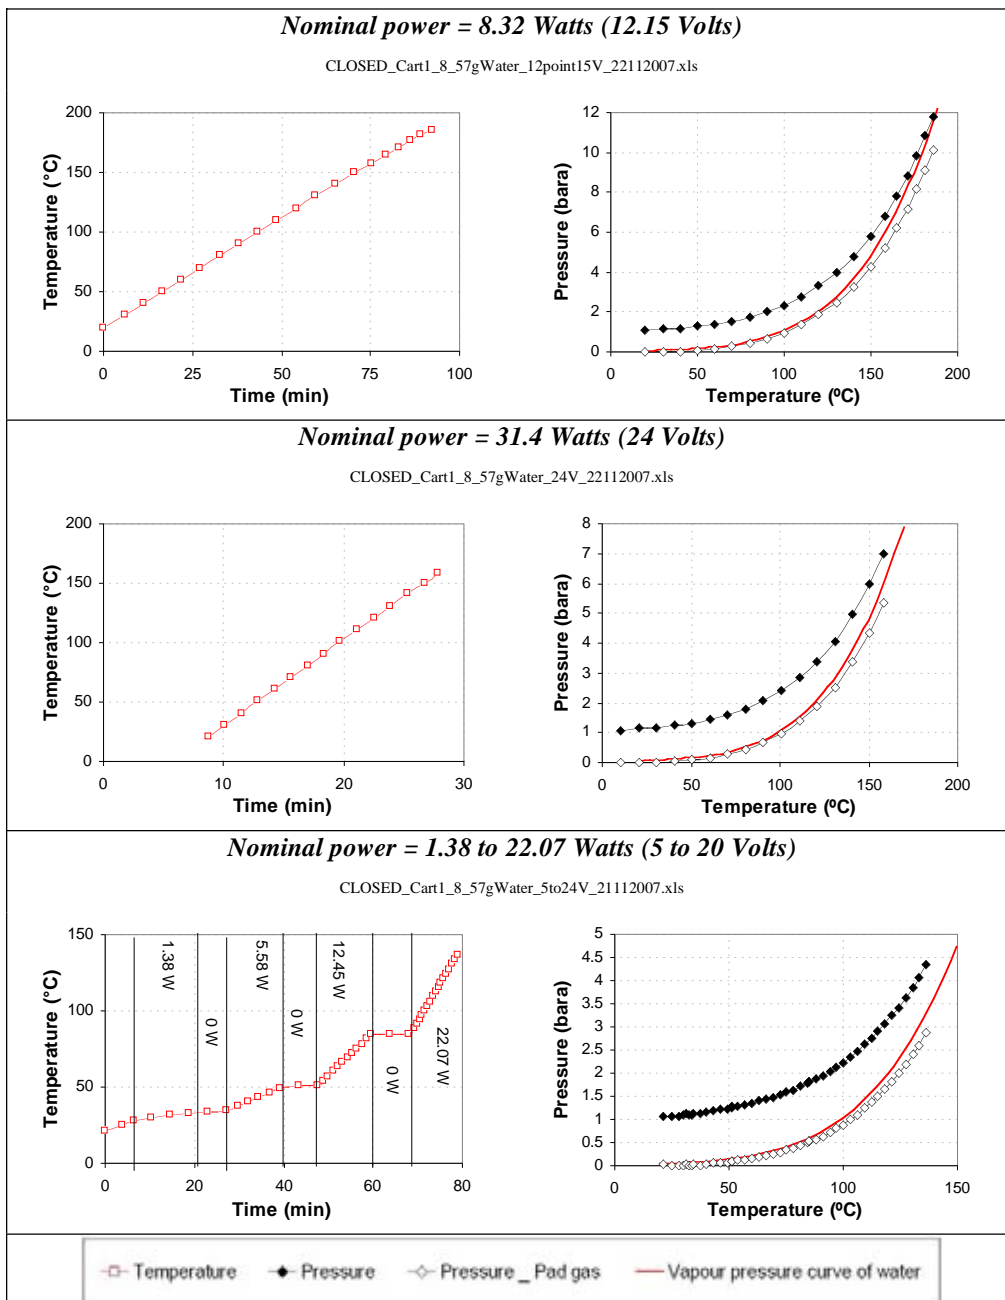 Nominal power = 8.32 Watts (12.15 Volts)
CLOSED_Cart1_8_57gWater_12point15V_22112007.xls
Temperature (°C)
200
150
100
50
0
0 25 50 75 100
Time (min)
Pressure (bara)
12
10
8
6
4
2
0
0 50 100 150 200
Temperature (ºC)
Nominal power = 31.4 Watts (24 Volts)
CLOSED_Cart1_8_57gWater_24V_22112007.xls
Temperature (°C)
200
150
100
50
0
0 10 20 30
Time (min)
Pressure (bara)
8
7
6
5
4
3
2
1
0
0 50 100 150 200
Temperature (ºC)
Nominal power = 1.38 to 22.07 Watts (5 to 20 Volts)
CLOSED_Cart1_8_57gWater_5to24V_21112007.xls
Temperature (°C)
150
100
50
0
1.38 W
0 W
5.58 W
0 W
12.45 W
0 W
22.07 W
0 20 40 60 80
Time (min)
Pressure (bara)
5
4.5
4
3.5
3
2.5
2
1.5
1
0.5
0
0 50 100 150
Temperature (ºC)
Temperature Pressure Pressure _ Pad gas Vapour pressure curve of water